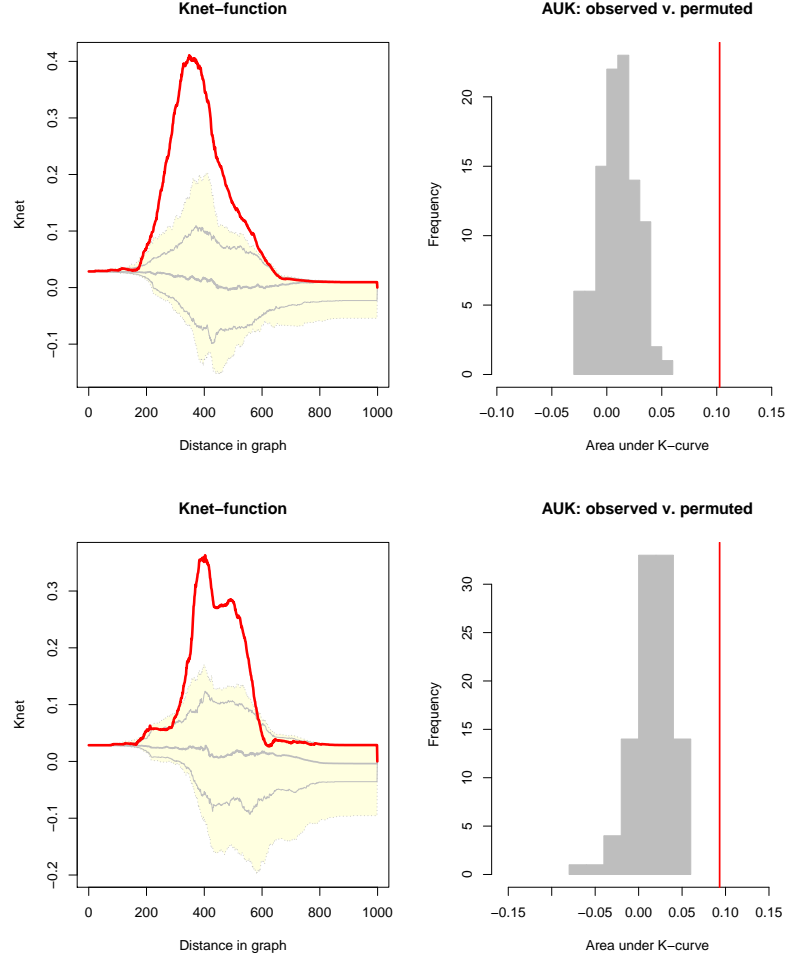 Knet−function
AUK: observed v. permuted
Knet
−0.1 0.0 0.1 0.2 0.3 0.4
0 200 400 600 800 1000
Distance in graph
Frequency
0 5 10 15 20
−0.10 0.00 0.05 0.10 0.15
Area under K−curve
Knet−function
AUK: observed v. permuted
Knet
−0.2 −0.1 0.0 0.1 0.2 0.3
0 200 400 600 800 1000
Distance in graph
Frequency
0 5 10 15 20 25 30
−0.15 −0.05 0.00 0.05 0.15
Area under K−curve